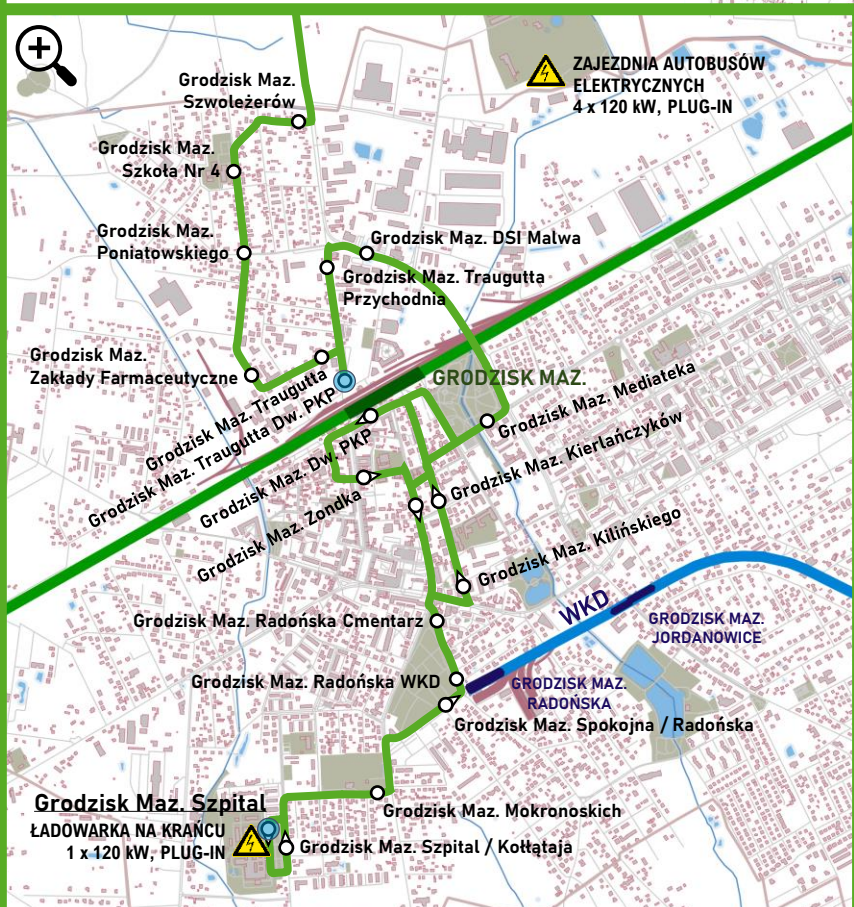 ZAJEZDNIA AUTOBUSÓW
ELEKTRYCZNYCH
4 x 120 kW, PLUG-IN
Grodzisk Maz.
Szwoleżerów
Grodzisk Maz.
Szkoła Nr 4
Grodzisk Maz.
Poniatowskiego
Grodzisk Maz. DSI Malwa
Grodzisk Maz. Traugutta
Przychodnia
Grodzisk Maz.
Zakłady Farmaceutyczne
GRODZISK MAZ.
Grodzisk Maz. Traugutta
Grodzisk Maz. Traugutta Dw. PKP
Grodzisk Maz. Dw. PKP
Grodzisk Maz. Mediateka
Grodzisk Maz. Kierlańczyków
Grodzisk Maz. Żondka
Grodzisk Maz. Kilińskiego
WKD
GRODZISK MAZ.
JORDANOWICE
Grodzisk Maz. Radońska Cmentarz
Grodzisk Maz. Radońska WKD
GRODZISK MAZ.
RADOŃSKA
Grodzisk Maz. Spokojna / Radońska
Grodzisk Maz. Szpital
ŁADOWARKA NA KRAŃCU
1 x 120 kW, PLUG-IN
Grodzisk Maz. Mokronoskich
Grodzisk Maz. Szpital / Kołłątaja